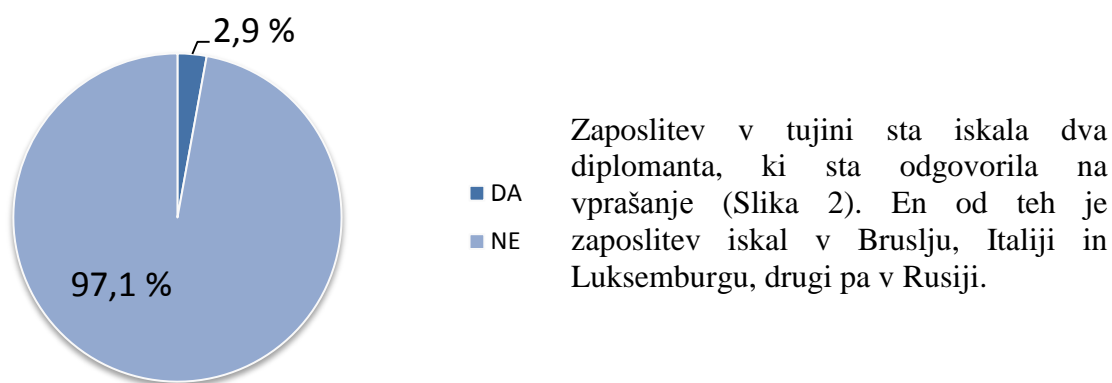 2,9 %
97,1 %
DA
NE
Zaposlitev v tujini sta iskala dva
diplomanta, ki sta odgovorila na
vprašanje (Slika 2). En od teh je
zaposlitev iskal v Bruslju, Italiji in
Luksemburgu, drugi pa v Rusiji.